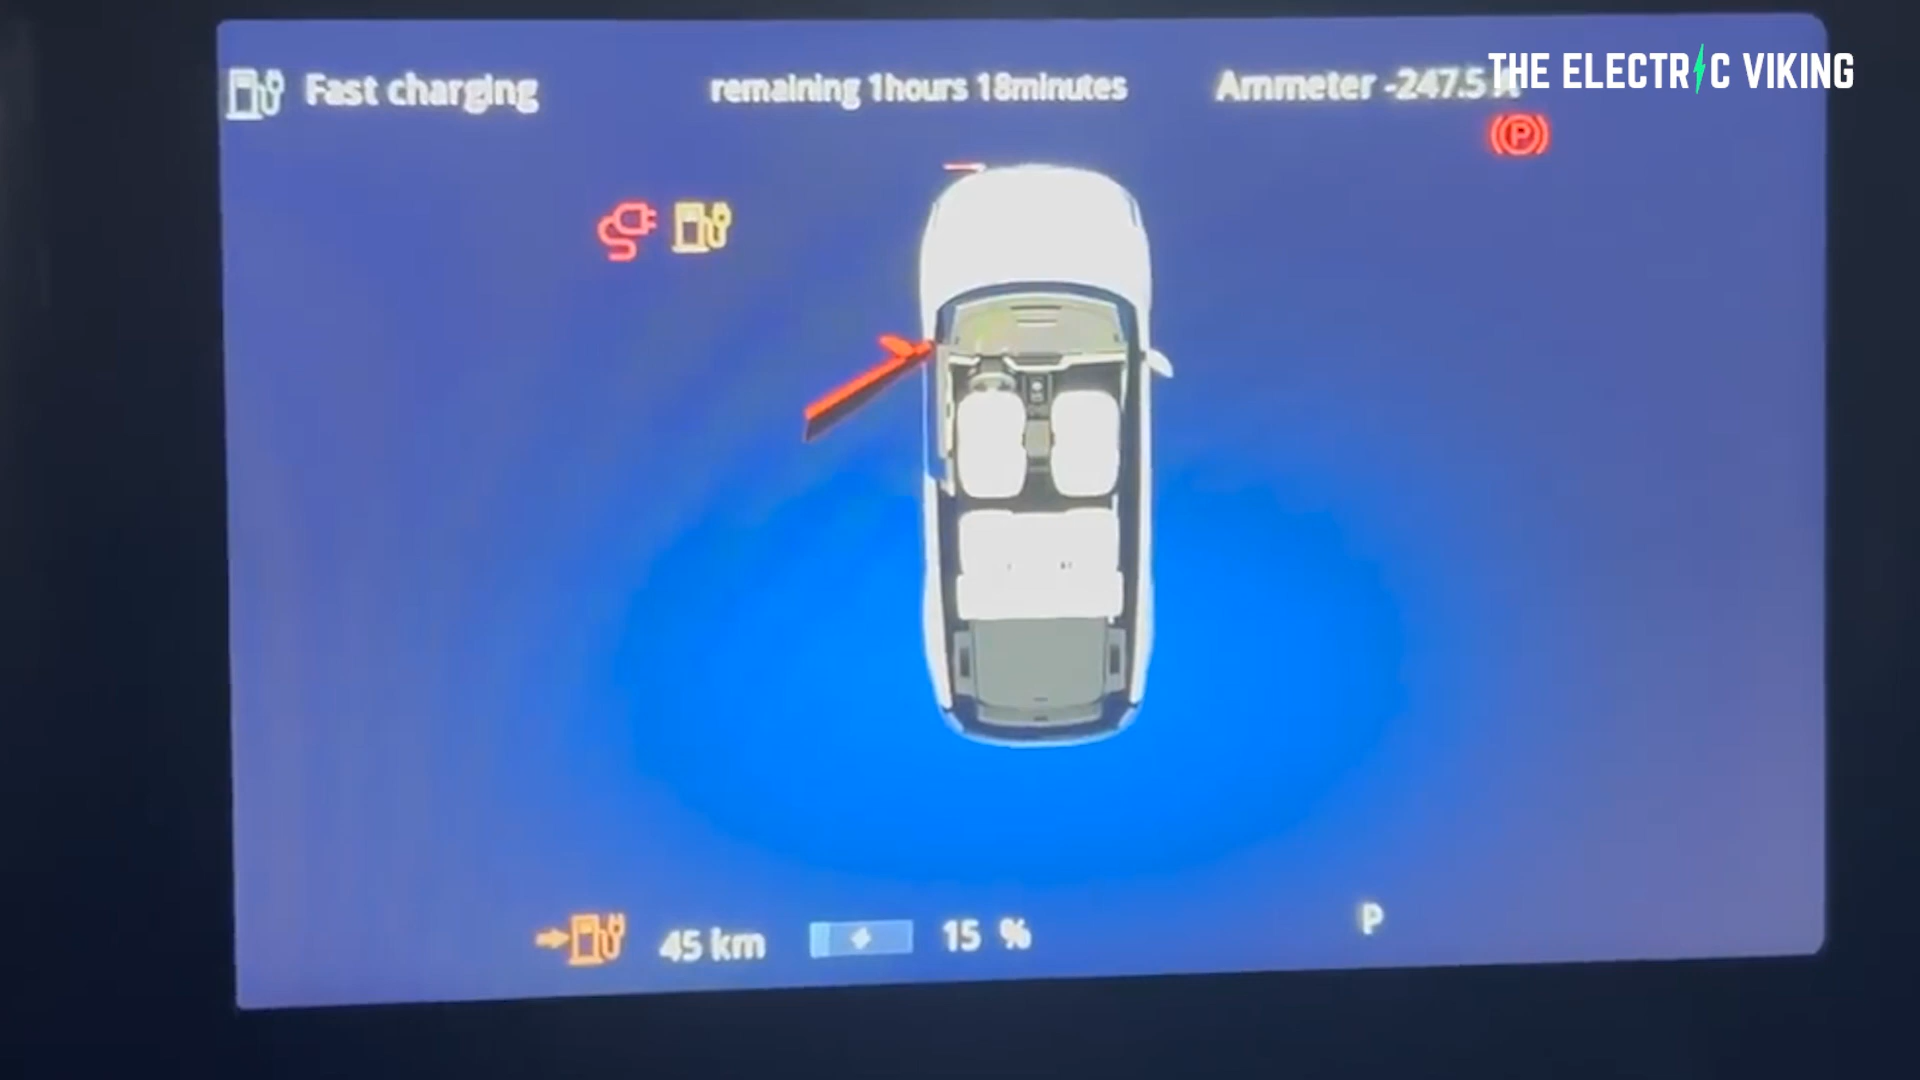 Fast charging
remaining 1hours 18minutes
Ammeter -247.5
THE ELECTRIC VIKING
P
45 km
15 %
P